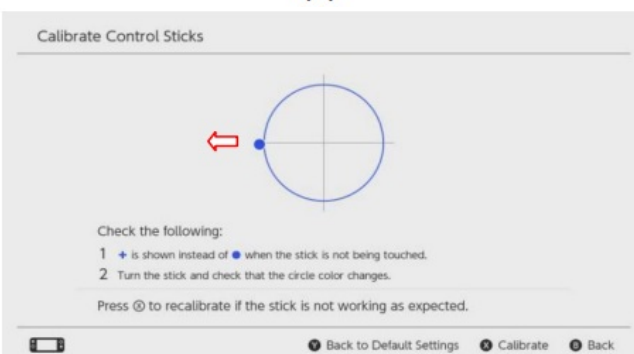 Calibrate Control Sticks
Check the following:
1 + is shown instead of ● when the stick is not being touched.
2 Turn the stick and check that the circle color changes.
Press Ⓧ to recalibrate if the stick is not working as expected.
Ⓨ Back to Default Settings Ⓧ Calibrate Ⓑ Back